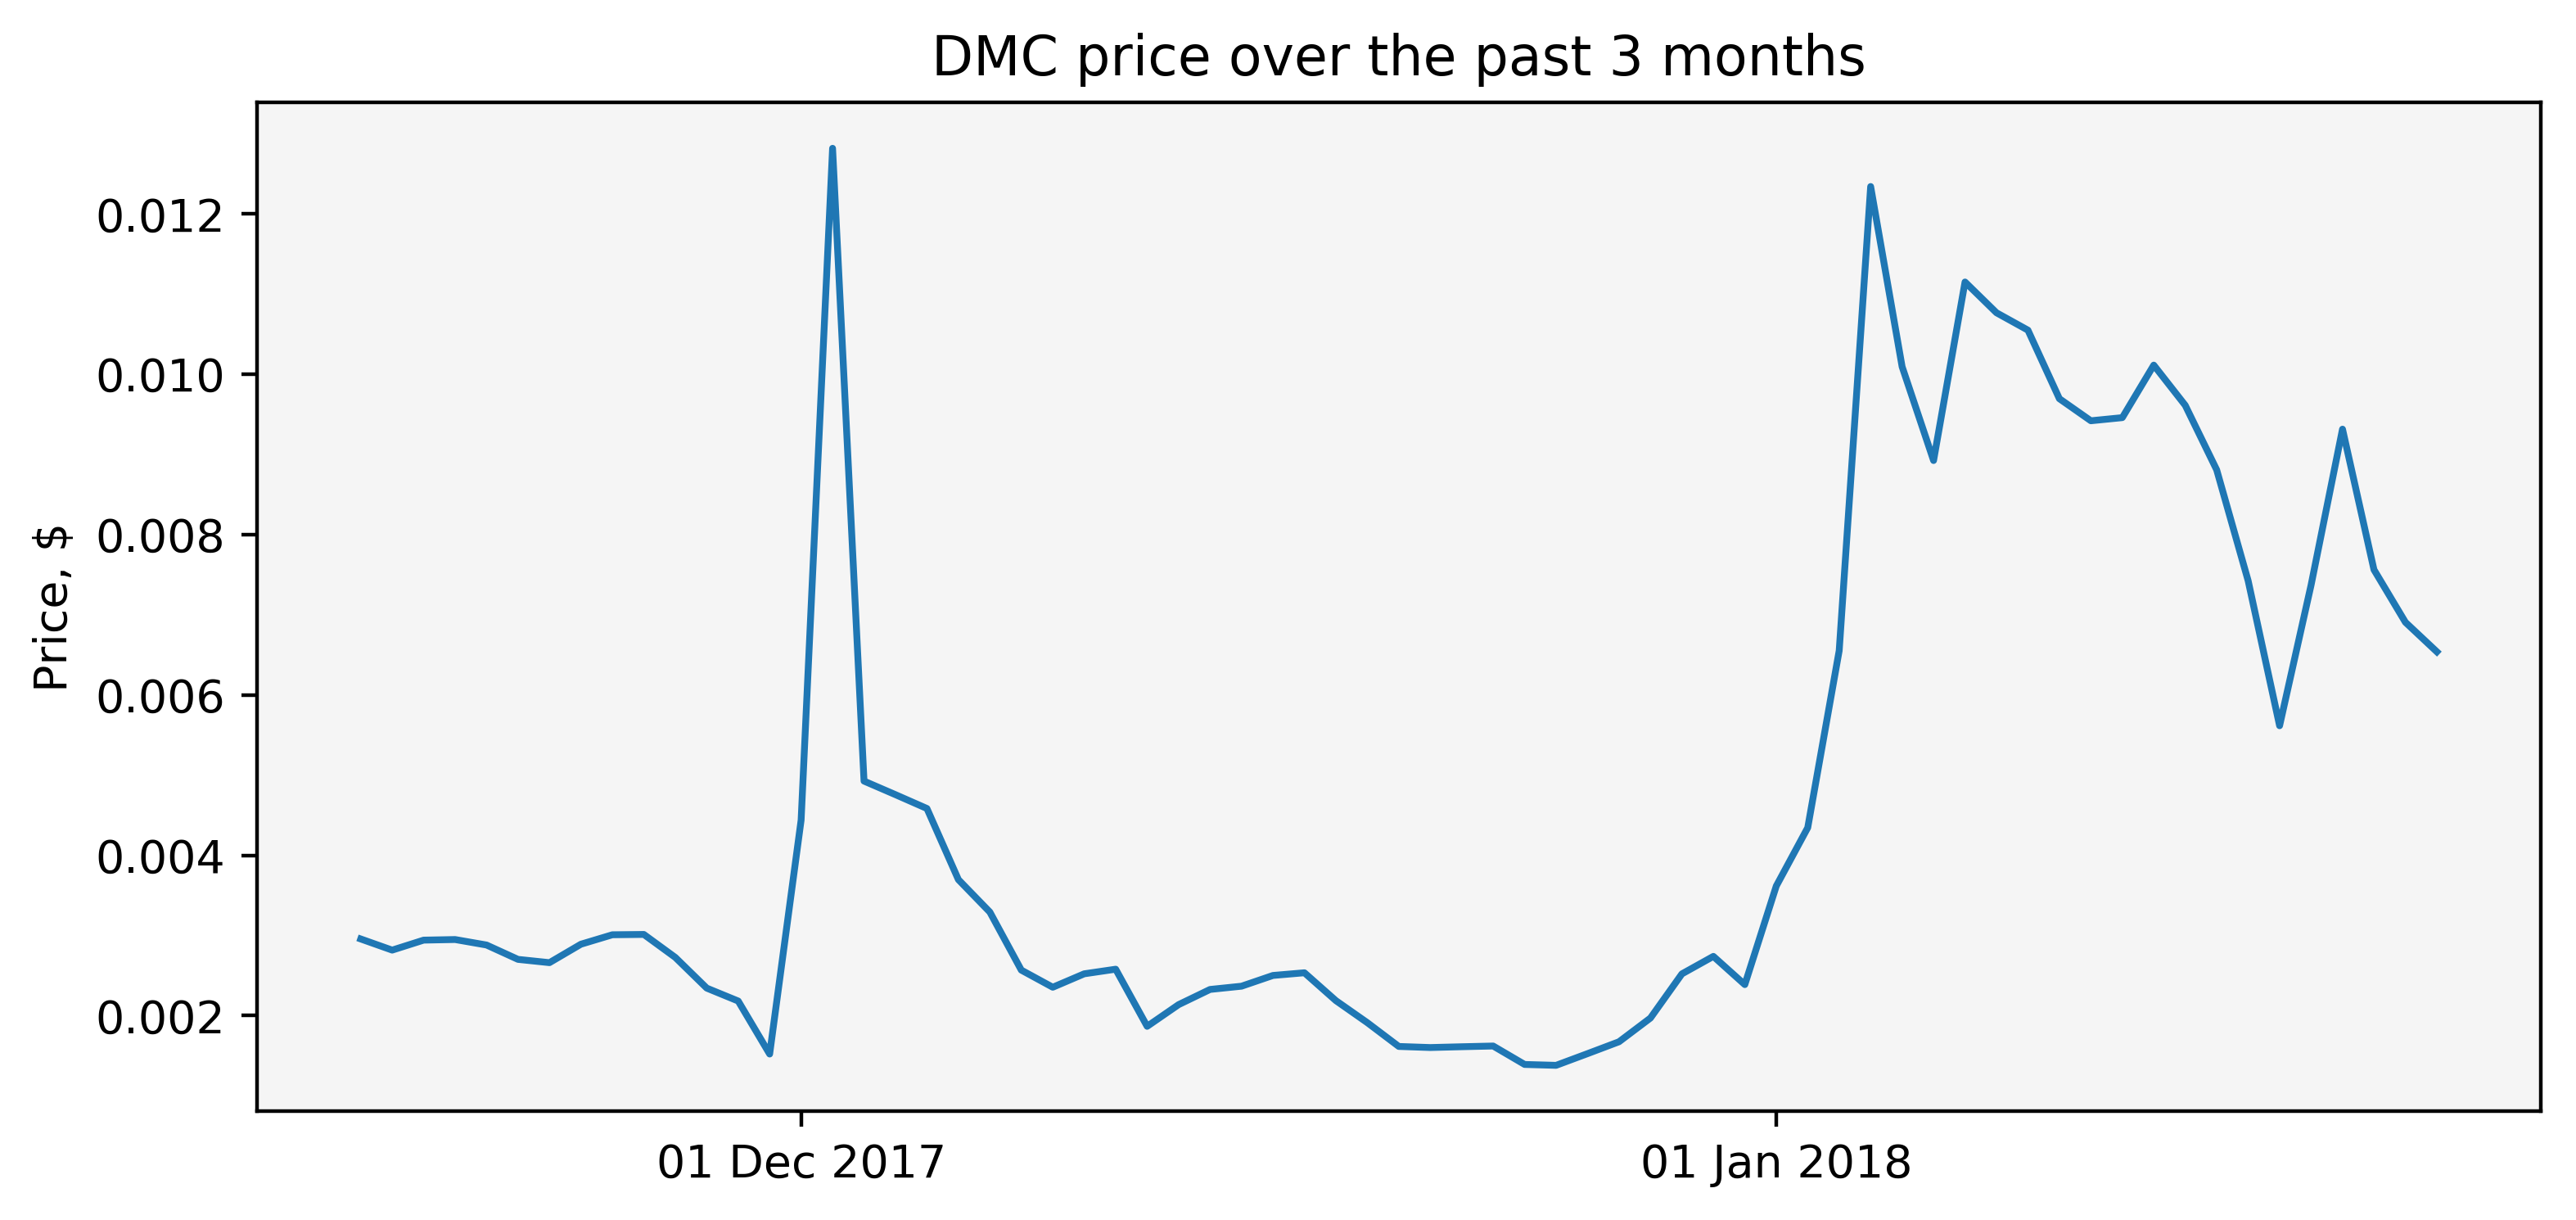 DMC price over the past 3 months
Price, $
0.012
0.010
0.008
0.006
0.004
0.002
01 Dec 2017
01 Jan 2018